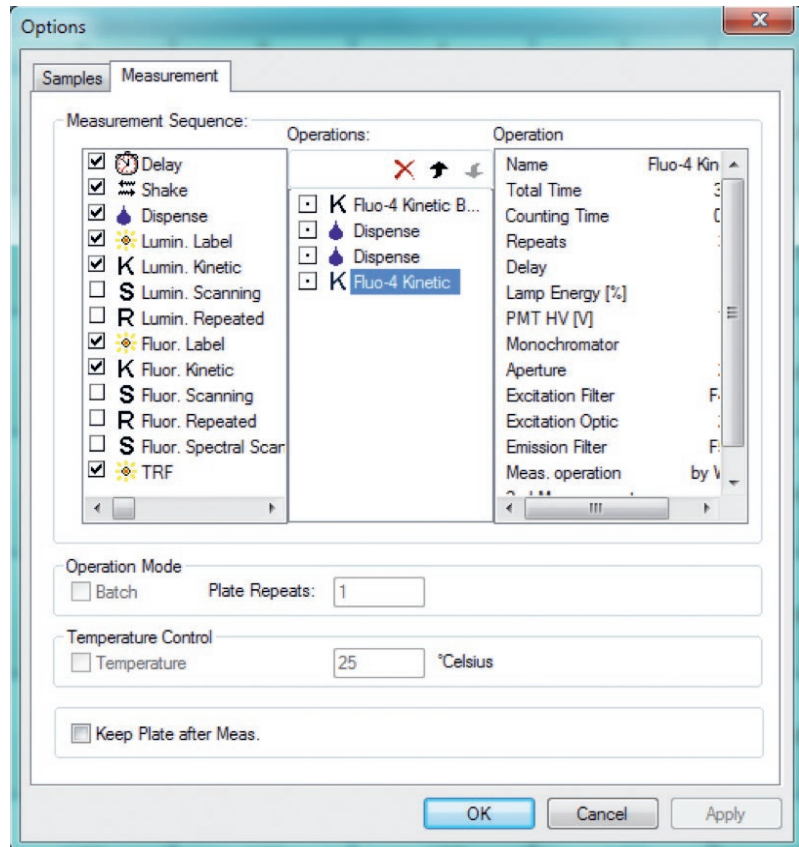 Options
Samples Measurement
Measurement Sequence:
Operations:
Operation
Delay
Shake
Dispense
Lumin. Label
K Lumin. Kinetic
S Lumin. Scanning
R Lumin. Repeated
Fluor. Label
K Fluor. Kinetic
S Fluor. Scanning
R Fluor. Repeated
S Fluor. Spectral Scan
TRF
K Fluo-4 Kinetic B...
Dispense
Dispense
K Fluo-4 Kinetic
Name Fluo-4 Kin
Total Time
Counting Time
Repeats
Delay
Lamp Energy [%]
PMT HV [V]
Monochromator
Aperture
Excitation Filter
Excitation Optic
Emission Filter
Meas. operation by
Operation Mode
Batch Plate Repeats: 1
Temperature Control
Temperature 25 °Celsius
Keep Plate after Meas.
OK Cancel Apply